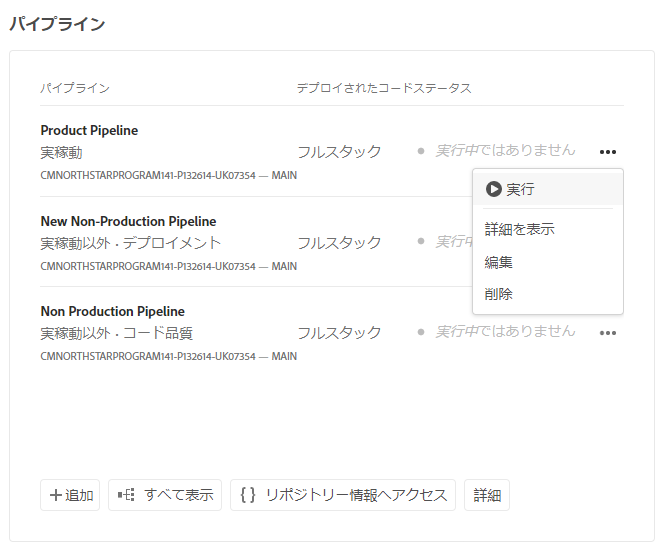 パイプライン
パイプライン デプロイされたコード ステータス
Product Pipeline
実稼動 フルスタック 実行中ではありません
CMNORTHSTARPROGRAM141-P132614-UK07354 — MAIN
実行
New Non-Production Pipeline
実稼動以外・デプロイメント フルスタック 実行中
CMNORTHSTARPROGRAM141-P132614-UK07354 — MAIN
詳細を表示
編集
削除
Non Production Pipeline
実稼動以外・コード品質 フルスタック 実行中ではありません
CMNORTHSTARPROGRAM141-P132614-UK07354 — MAIN
+追加 すべて表示 {} リポジトリー情報へアクセス 詳細